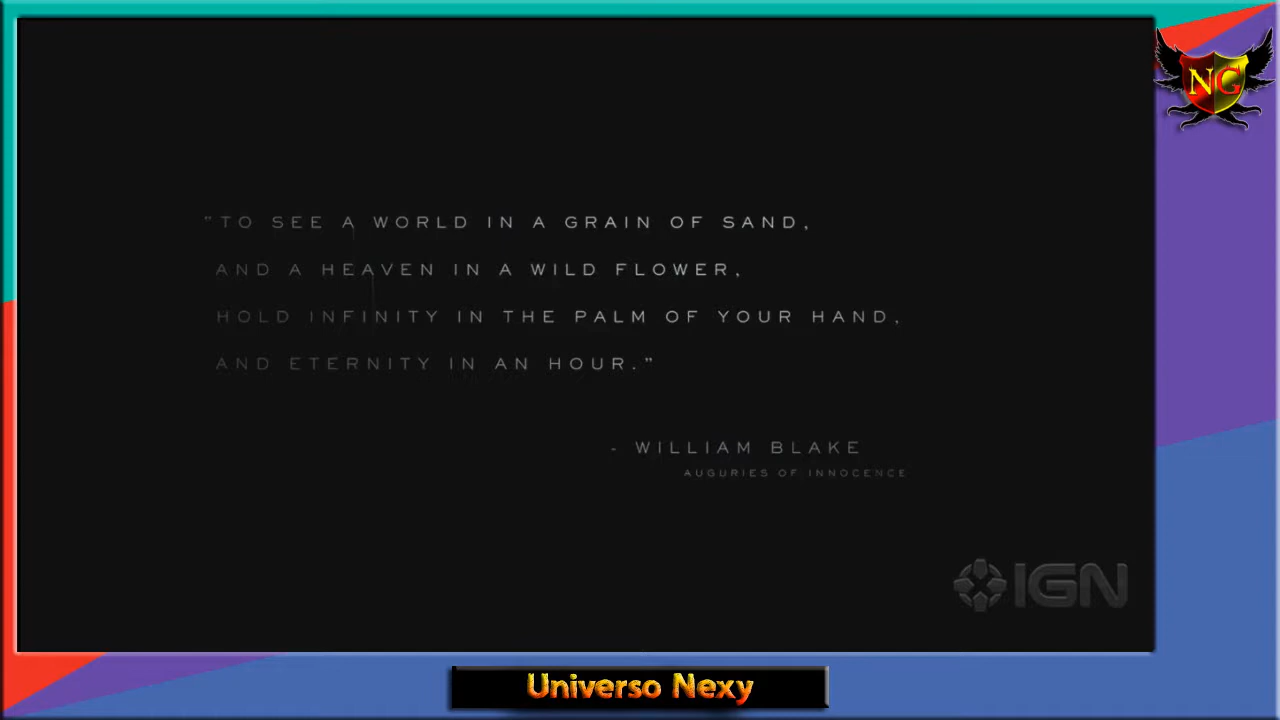 "TO SEE A WORLD IN A GRAIN OF SAND,
AND A HEAVEN IN A WILD FLOWER,
HOLD INFINITY IN THE PALM OF YOUR HAND,
AND ETERNITY IN AN HOUR."
- WILLIAM BLAKE
AUGURIES OF INNOCENCE
NG
IGN
Universo Nexy